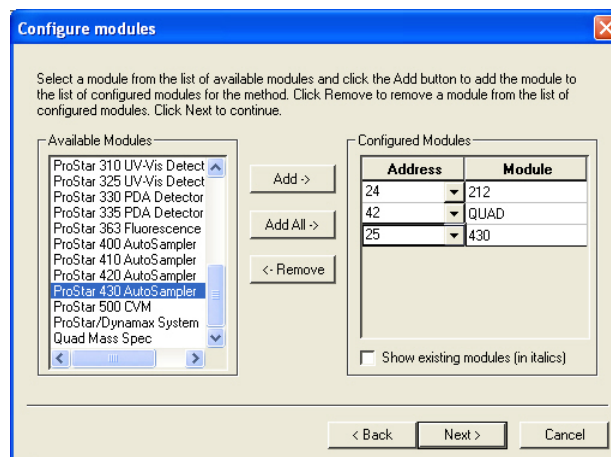 Configure modules
Select a module from the list of available modules and click the Add button to add the module to
the list of configured modules for the method. Click Remove to remove a module from the list of
configured modules. Click Next to continue.
Available Modules
ProStar 310 UV-Vis Detect
ProStar 325 UV-Vis Detect
ProStar 330 PDA Detector
ProStar 335 PDA Detector
ProStar 363 Fluorescence
ProStar 400 AutoSampler
ProStar 410 AutoSampler
ProStar 420 AutoSampler
ProStar 430 AutoSampler
ProStar 500 CVM
ProStar/Dynamax System
Quad Mass Spec
Add ->
Add All ->
<- Remove
Configured Modules
Address Module
24 212
42 QUAD
25 430
Show existing modules (in italics)
< Back Next > Cancel